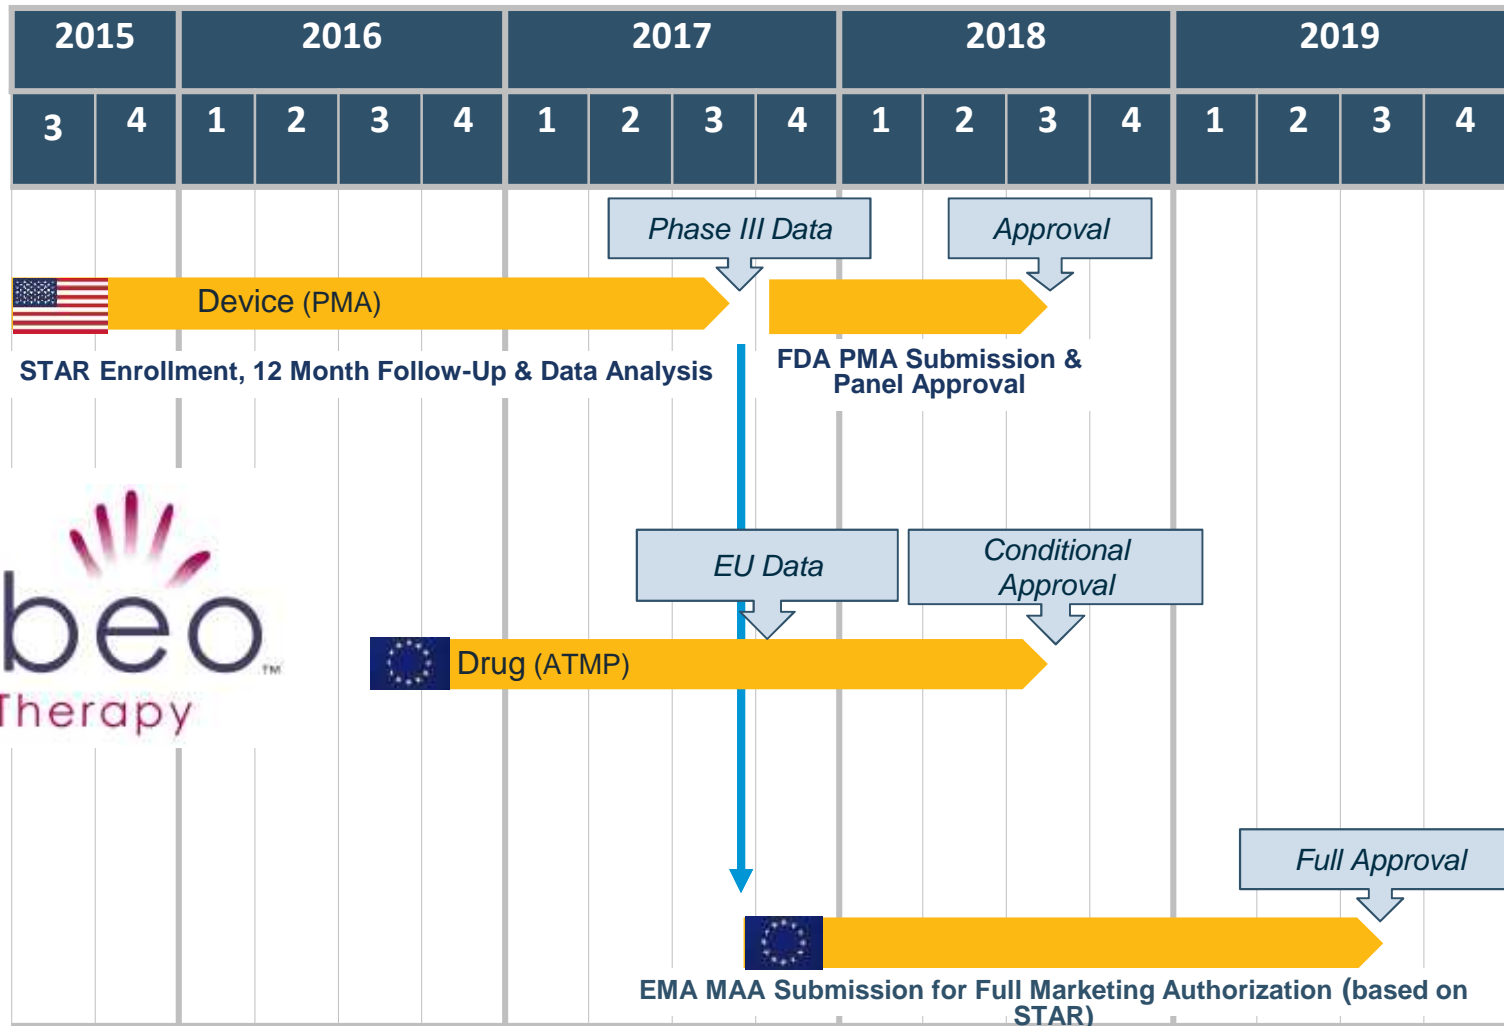 2015 2016 2017 2018 2019
3 4 1 2 3 4 1 2 3 4 1 2 3 4 1 2 3 4
Phase III Data
Approval
Device (PMA)
STAR Enrollment, 12 Month Follow-Up & Data Analysis
FDA PMA Submission &
Panel Approval
EU Data
Conditional
Approval
beo
TM
Therapy
Drug (ATMP)
Full Approval
EMA MAA Submission for Full Marketing Authorization (based on
STAR)